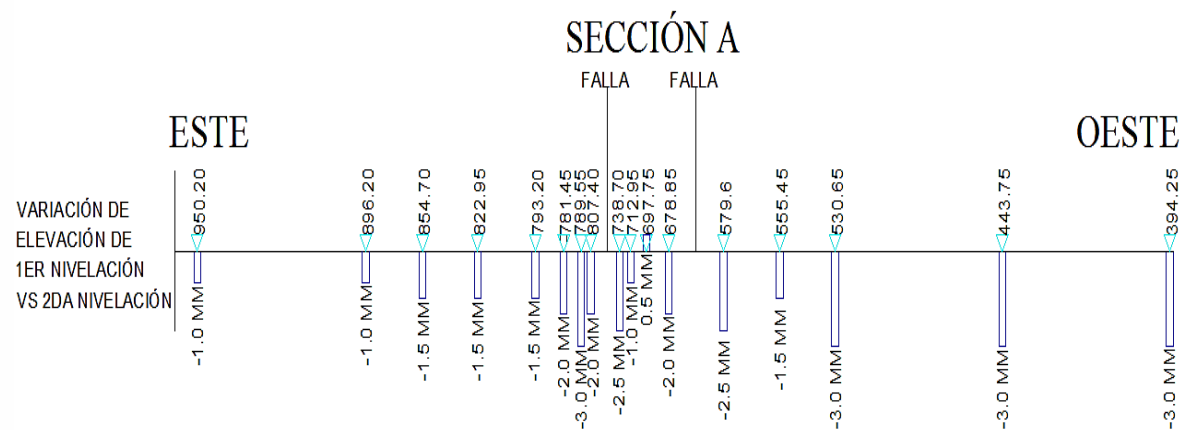 SECCIÓN A
FALLA
FALLA
ESTE
OESTE
VARIACIÓN DE
ELEVACIÓN DE
1ER NIVELACIÓN
VS 2DA NIVELACIÓN
950.20
896.20
854.70
822.95
793.20
781.45
789.55
807.40
738.70
712.95
697.75
678.85
579.6
555.45
530.65
443.75
394.25
-1.0 MM
-1.0 MM
-1.5 MM
-1.5 MM
-1.5 MM
-2.0 MM
-3.0 MM
-2.0 MM
-2.5 MM
-1.0 MM
0.5 MM
-2.0 MM
-2.5 MM
-1.5 MM
-3.0 MM
-3.0 MM
-3.0 MM